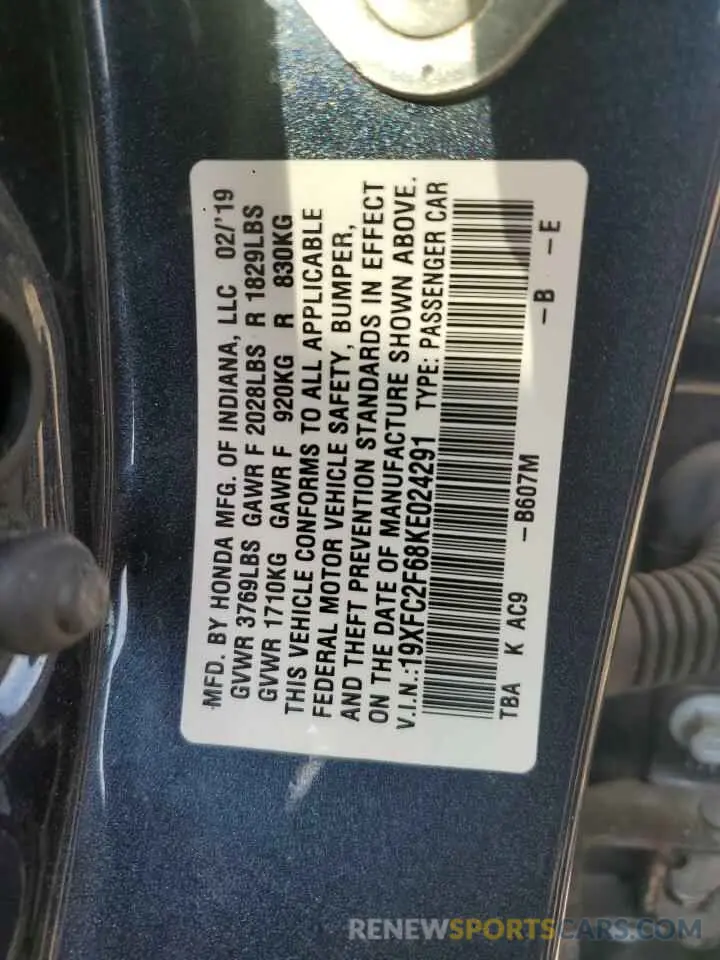 MFD. BY HONDA MFG. OF INDIANA, LLC 02/'19
GVWR 3769LBS GAWR F 2028LBS R 1829LBS
GVWR 1710KG GAWR F 920KG R 830KG
THIS VEHICLE CONFORMS TO ALL APPLICABLE
FEDERAL MOTOR VEHICLE SAFETY, BUMPER,
AND THEFT PREVENTION STANDARDS IN EFFECT
ON THE DATE OF MANUFACTURE SHOWN ABOVE.
V.I.N.:19XFC2F68KE024291 TYPE: PASSENGER CAR
TBA K AC9 -B607M -B -E
RENEWSPORTSCARS.COM